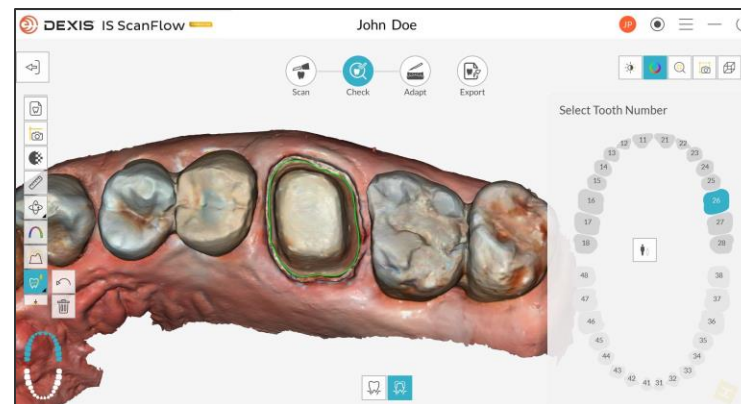 DEXIS IS ScanFlow
John Doe
JP
Scan
Check
Adapt
Export
Select Tooth Number
11 21
12 22
13 23
14 24
15 25
16 26
17 27
18 28
48 38
47 37
46 36
45 35
44 34
43 33
42 41 31 32